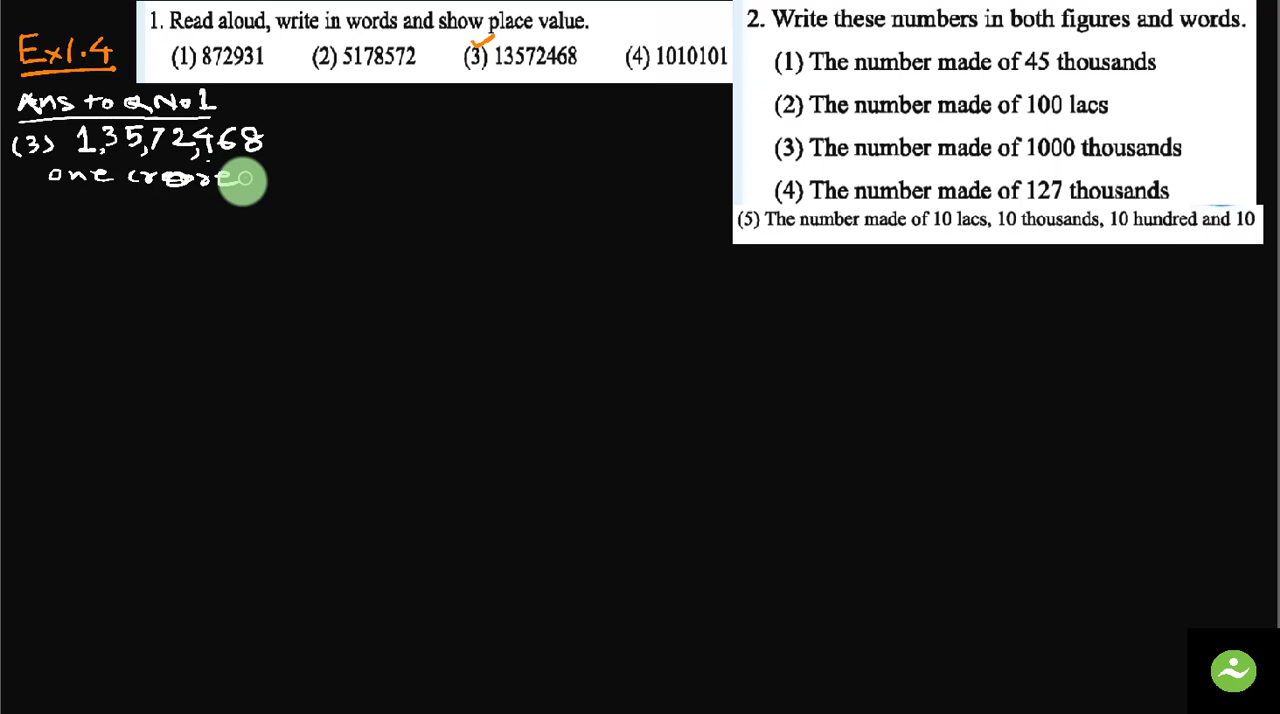 Ex1.4
1. Read aloud, write in words and show place value.
(1) 872931 (2) 5178572 (3) 13572468 (4) 1010101
Ans to Q No 1
(3) 1,35,72,468
one crore
2. Write these numbers in both figures and words.
(1) The number made of 45 thousands
(2) The number made of 100 lacs
(3) The number made of 1000 thousands
(4) The number made of 127 thousands
(5) The number made of 10 lacs, 10 thousands, 10 hundred and 10